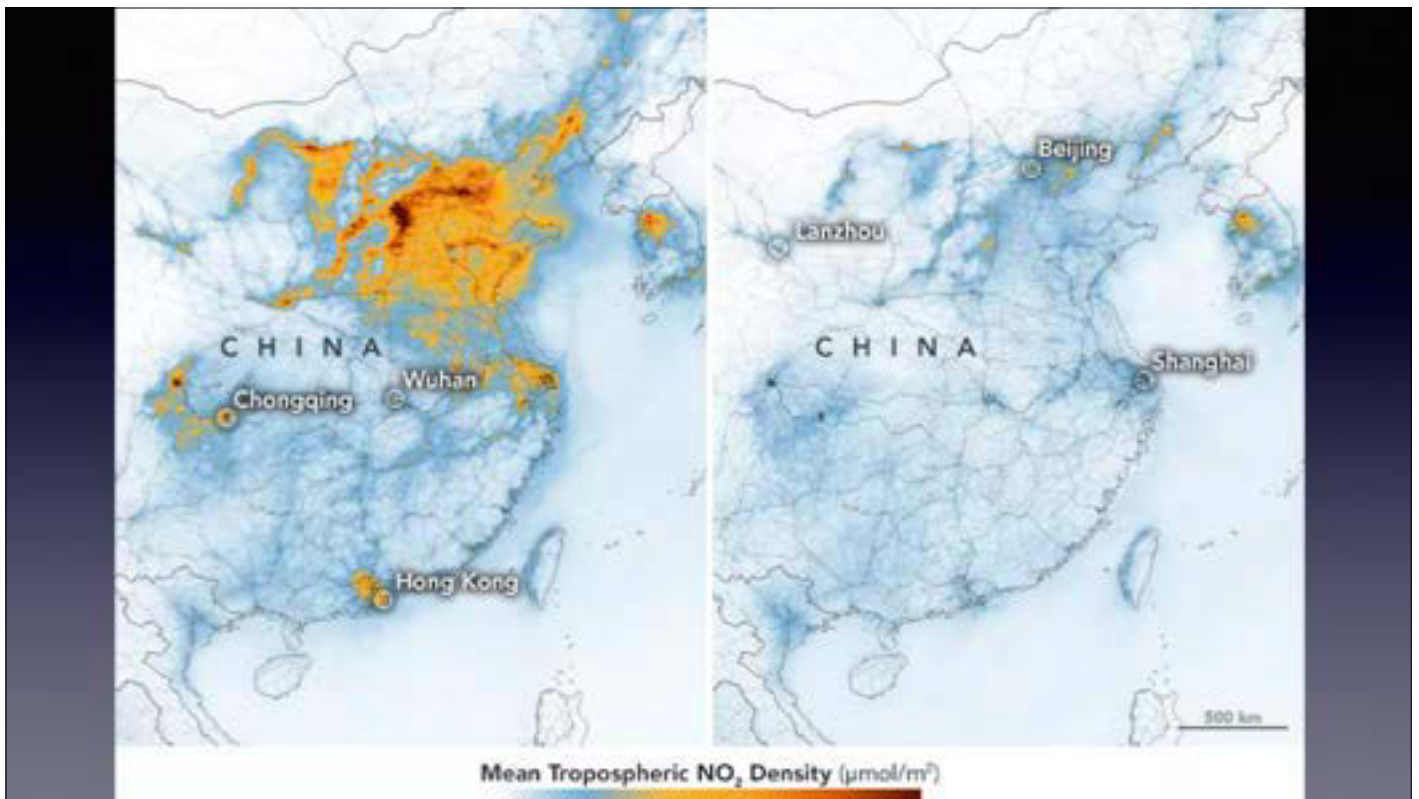 Beijing
Lanzhou
CHINA
CHINA
Shanghai
Wuhan
Chongqing
Hong Kong
500 km
Mean Tropospheric NO₂ Density (µmol/m²)